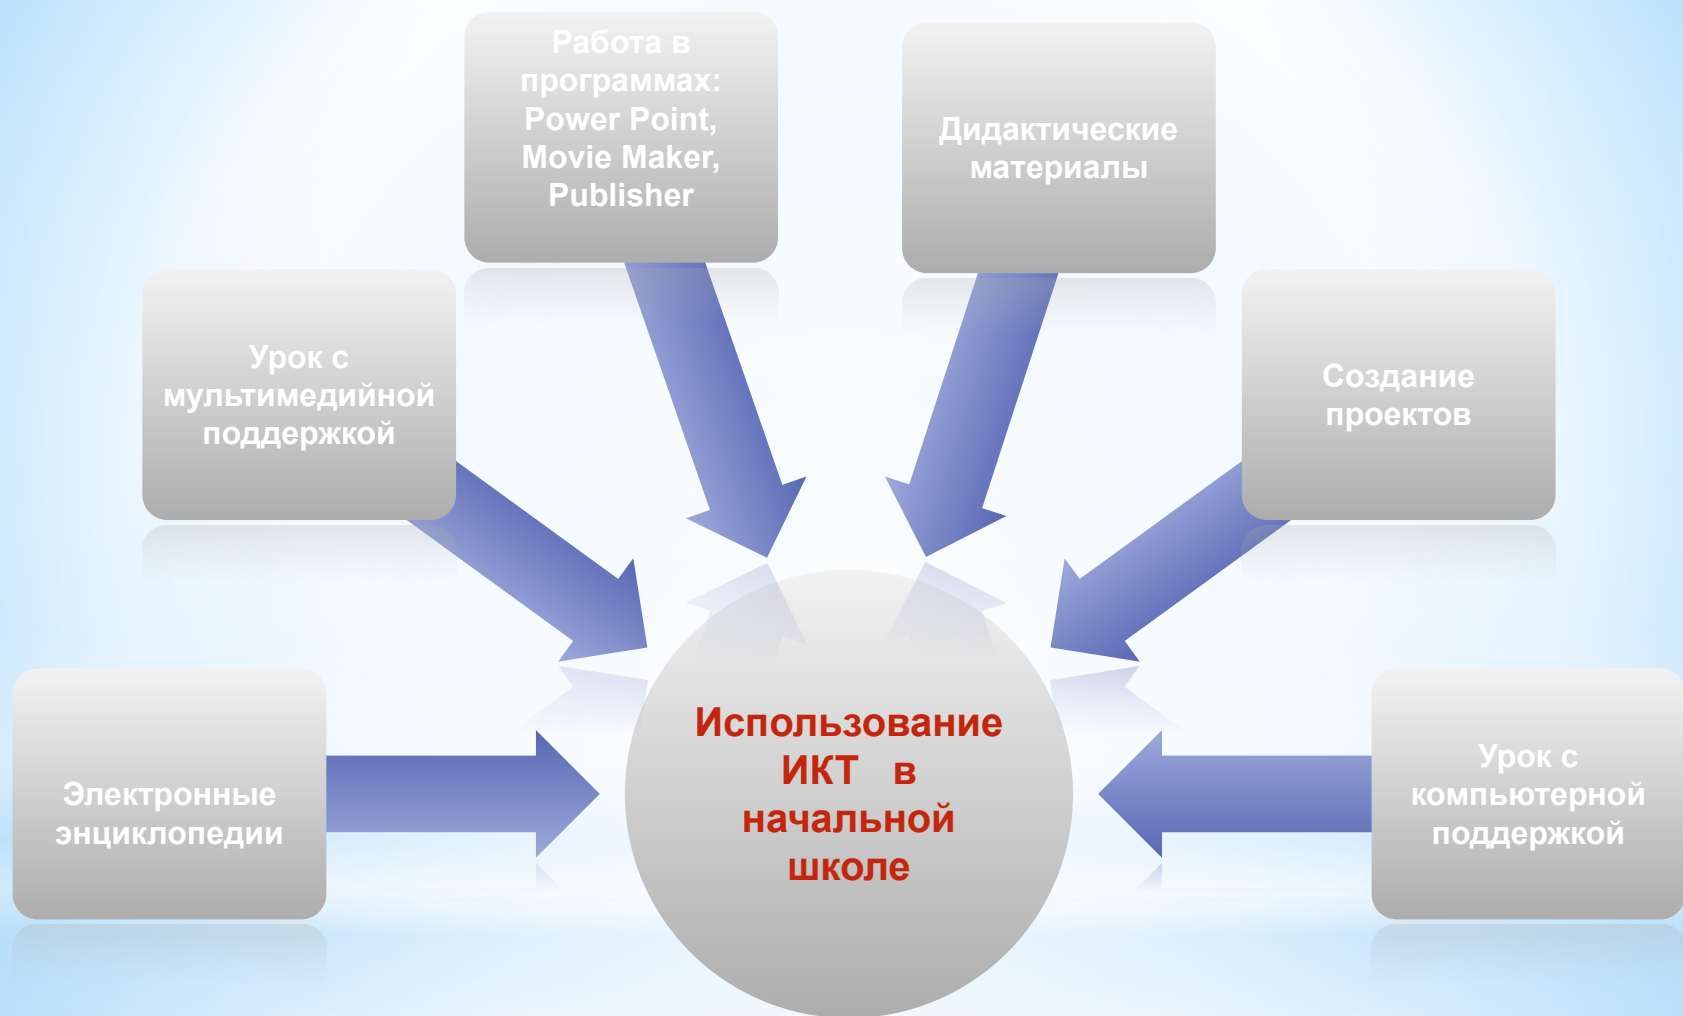 Работа в
программах:
Power Point,
Movie Maker,
Publisher
Дидактические
материалы
Урок с
мультимедийной
поддержкой
Создание
проектов
Электронные
энциклопедии
Использование
ИКТ в
начальной
школе
Урок с
компьютерной
поддержкой